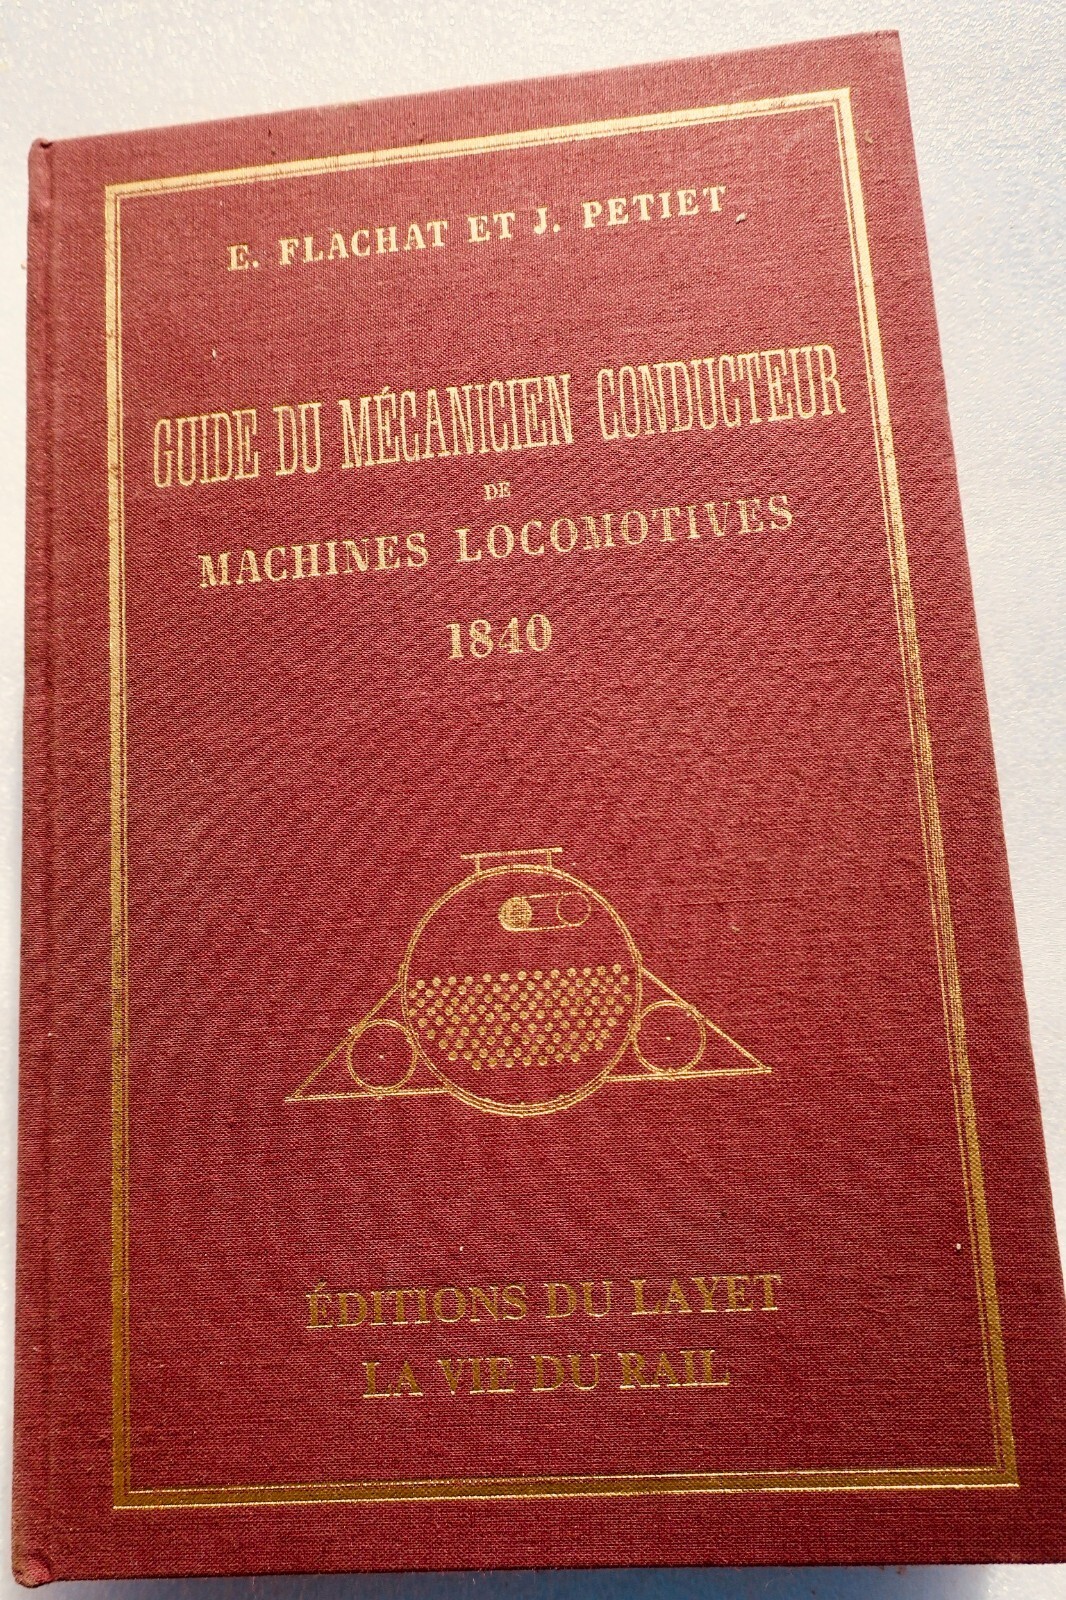 E. FLACHAT ET J. PETIET
GUIDE DU MÉCANICIEN CONDUCTEUR
DE
MACHINES LOCOMOTIVES
1840
ÉDITIONS DU LAYET
LA VIE DU RAIL